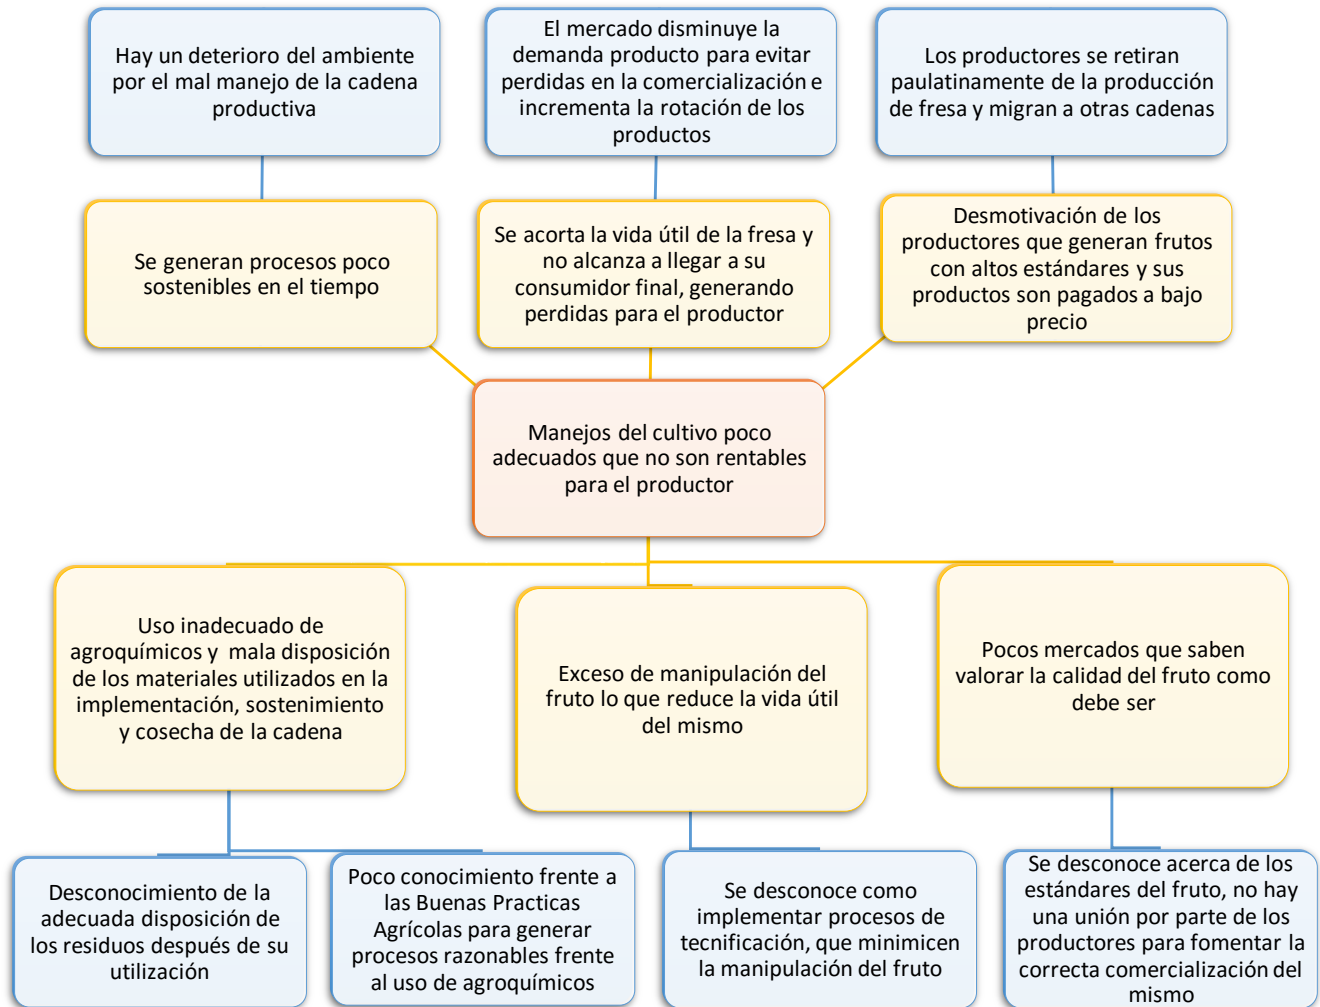 Hay un deterioro del ambiente
por el mal manejo de la cadena
productiva
El mercado disminuye la
demanda producto para evitar
perdidas en la comercialización e
incrementa la rotación de los
productos
Los productores se retiran
paulatinamente de la producción
de fresa y migran a otras cadenas
Se generan procesos poco
sostenibles en el tiempo
Se acorta la vida útil de la fresa y
no alcanza a llegar a su
consumidor final, generando
perdidas para el productor
Desmotivación de los
productores que generan frutos
con altos estándares y sus
productos son pagados a bajo
precio
Manejos del cultivo poco
adecuados que no son rentables
para el productor
Uso inadecuado de
agroquímicos y mala disposición
de los materiales utilizados en la
implementación, sostenimiento
y cosecha de la cadena
Exceso de manipulación del
fruto lo que reduce la vida útil
del mismo
Pocos mercados que saben
valorar la calidad del fruto como
debe ser
Desconocimiento de la
adecuada disposición de
los residuos después de su
utilización
Poco conocimiento frente a
las Buenas Practicas
Agrícolas para generar
procesos razonables frente
al uso de agroquímicos
Se desconoce como
implementar procesos de
tecnificación, que minimicen
la manipulación del fruto
Se desconoce acerca de los
estándares del fruto, no hay
una unión por parte de los
productores para fomentar la
correcta comercialización del
mismo